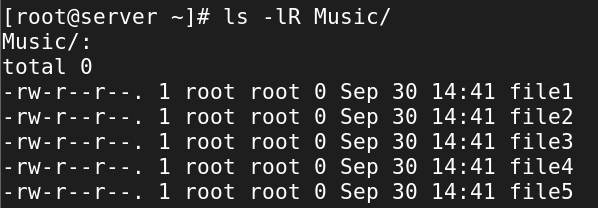 [root@server ~]# ls -lR Music/
Music/:
total 0
-rw-r--r--. 1 root root 0 Sep 30 14:41 file1
-rw-r--r--. 1 root root 0 Sep 30 14:41 file2
-rw-r--r--. 1 root root 0 Sep 30 14:41 file3
-rw-r--r--. 1 root root 0 Sep 30 14:41 file4
-rw-r--r--. 1 root root 0 Sep 30 14:41 file5